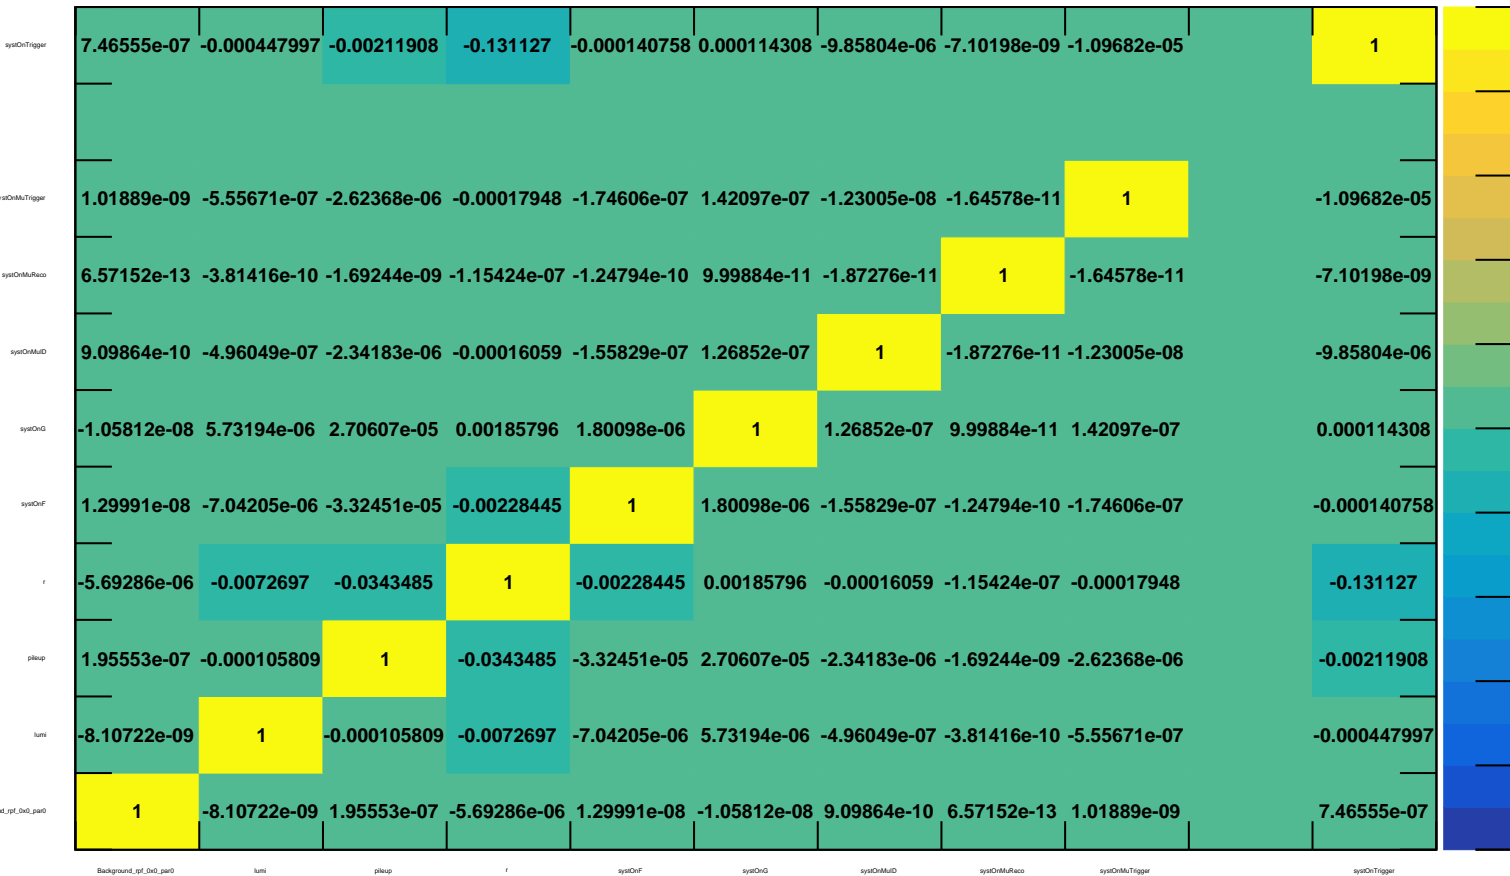 systOnTrigger 7.46555e-07 -0.000447997 -0.00211908 -0.131127 -0.000140758 0.000114308 -9.85804e-06 -7.10198e-09 -1.09682e-05 1
stOnMuTrigger 1.01889e-09 -5.55671e-07 -2.62368e-06 -0.00017948 -1.74606e-07 1.42097e-07 -1.23005e-08 -1.64578e-11 1 -1.09682e-05
systOnMuReco 6.57152e-13 -3.81416e-10 -1.69244e-09 -1.15424e-07 -1.24794e-10 9.99884e-11 -1.87276e-11 1 -1.64578e-11 -7.10198e-09
systOnMuID 9.09864e-10 -4.96049e-07 -2.34183e-06 -0.00016059 -1.55829e-07 1.26852e-07 1 -1.87276e-11 -1.23005e-08 -9.85804e-06
systOnG -1.05812e-08 5.73194e-06 2.70607e-05 0.00185796 1.80098e-06 1 1.26852e-07 9.99884e-11 1.42097e-07 0.000114308
systOnF 1.29991e-08 -7.04205e-06 -3.32451e-05 -0.00228445 1 1.80098e-06 -1.55829e-07 -1.24794e-10 -1.74606e-07 -0.000140758
r -5.69286e-06 -0.0072697 -0.0343485 1 -0.00228445 0.00185796 -0.00016059 -1.15424e-07 -0.00017948 -0.131127
pileup 1.95553e-07 -0.000105809 1 -0.0343485 -3.32451e-05 2.70607e-05 -2.34183e-06 -1.69244e-09 -2.62368e-06 -0.00211908
lumi -8.10722e-09 1 -0.000105809 -0.0072697 -7.04205e-06 5.73194e-06 -4.96049e-07 -3.81416e-10 -5.55671e-07 -0.000447997
d_rpf_0x0_par0 1 -8.10722e-09 1.95553e-07 -5.69286e-06 1.29991e-08 -1.05812e-08 9.09864e-10 6.57152e-13 1.01889e-09 7.46555e-07
Background_rpf_0x0_par0 lumi pileup r systOnF systOnG systOnMuID systOnMuReco systOnMuTrigger systOnTrigger